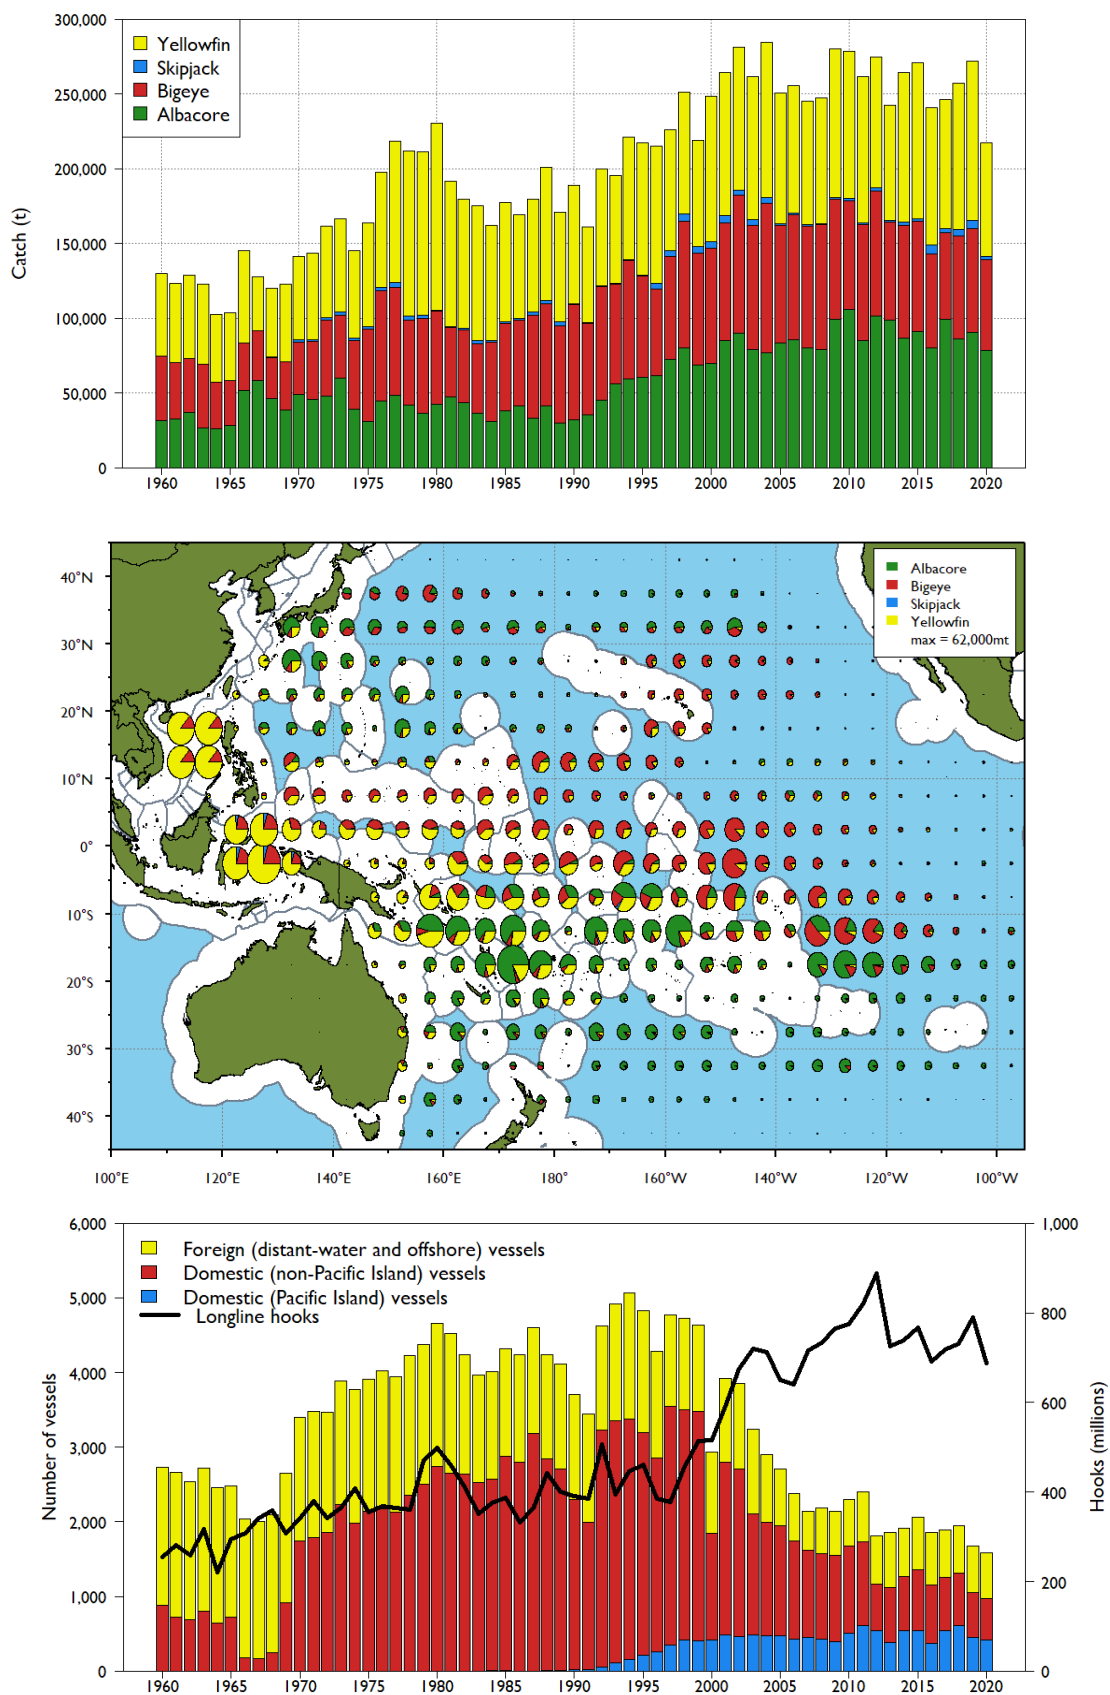 300,000
250,000
200,000
150,000
100,000
50,000
0
Catch (t)
Yellowfin
Skipjack
Bigeye
Albacore
1960 1965 1970 1975 1980 1985 1990 1995 2000 2005 2010 2015 2020
40°N
30°N
20°N
10°N
0°
10°S
20°S
30°S
40°S
Albacore
Bigeye
Skipjack
Yellowfin
max = 62,000mt
100°E 120°E 140°E 160°E 180° 160°W 140°W 120°W 100°W
6,000
5,000
4,000
3,000
2,000
1,000
0
Number of vessels
Foreign (distant-water and offshore) vessels
Domestic (non-Pacific Island) vessels
Domestic (Pacific Island) vessels
Longline hooks
1,000
800
600
400
200
0
Hooks (millions)
1960 1965 1970 1975 1980 1985 1990 1995 2000 2005 2010 2015 2020